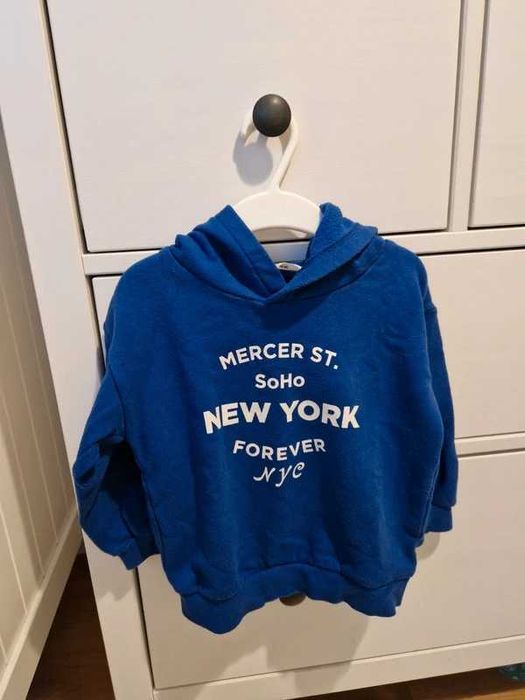 MERCER ST.
SoHo
NEW YORK
FOREVER
NYC